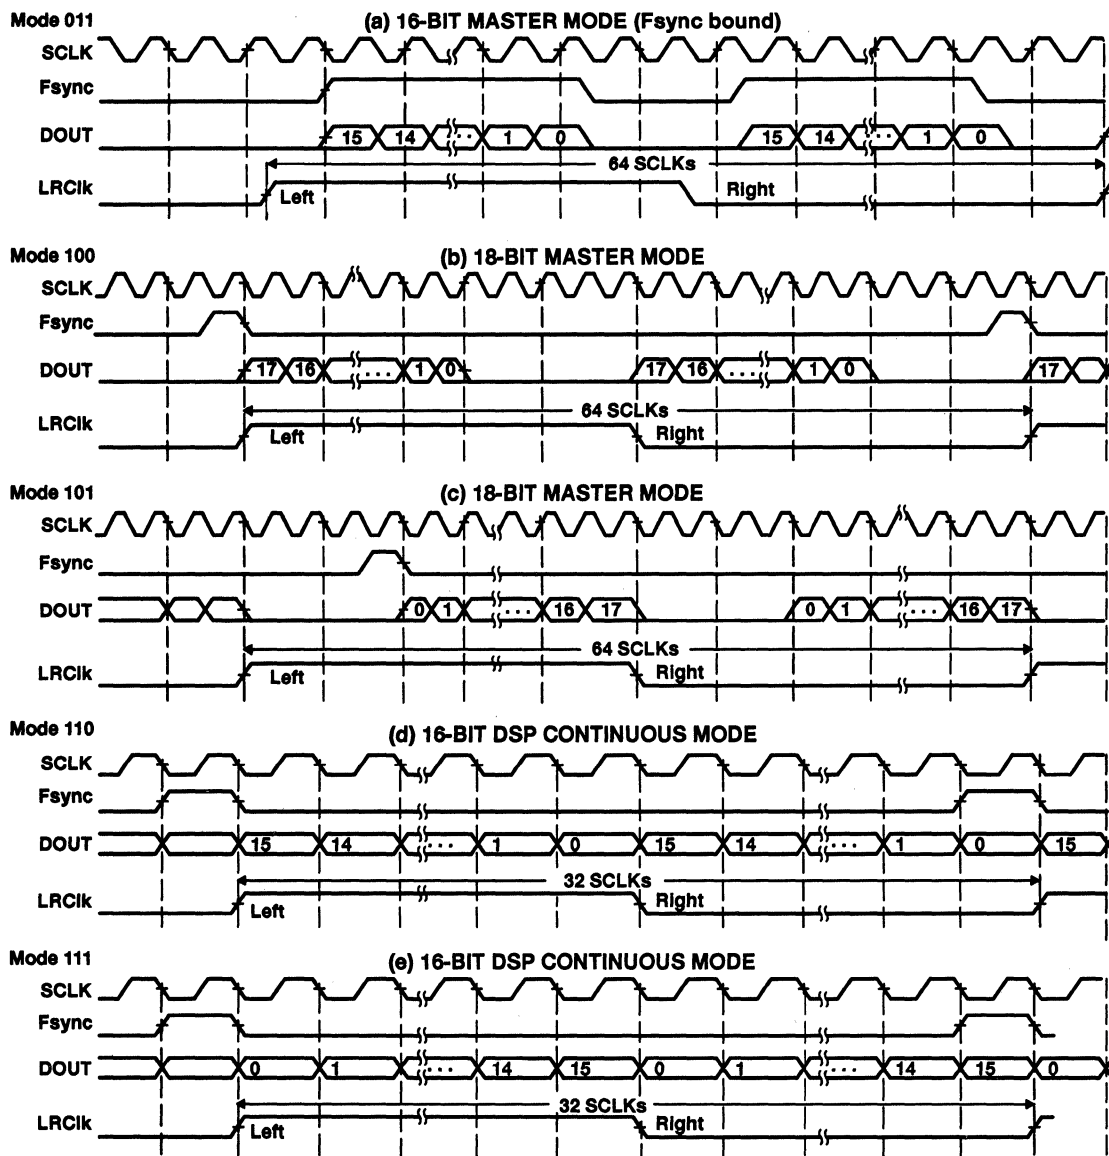 Mode 011
(a) 16-BIT MASTER MODE (Fsync bound)
SCLK
Fsync
DOUT 15 14 ··· 1 0 15 14 ··· 1 0
64 SCLKs
LRClk Left Right
Mode 100
(b) 18-BIT MASTER MODE
SCLK
Fsync
DOUT 17 16 ··· 1 0 17 16 ··· 1 0 17
64 SCLKs
LRClk Left Right
Mode 101
(c) 18-BIT MASTER MODE
SCLK
Fsync
DOUT 0 1 ··· 16 17 0 1 ··· 16 17
64 SCLKs
LRClk Left Right
Mode 110
(d) 16-BIT DSP CONTINUOUS MODE
SCLK
Fsync
DOUT 15 14 ··· 1 0 15 14 ··· 1 0 15
32 SCLKs
LRClk Left Right
Mode 111
(e) 16-BIT DSP CONTINUOUS MODE
SCLK
Fsync
DOUT 0 1 ··· 14 15 0 1 ··· 14 15 0
32 SCLKs
LRClk Left Right